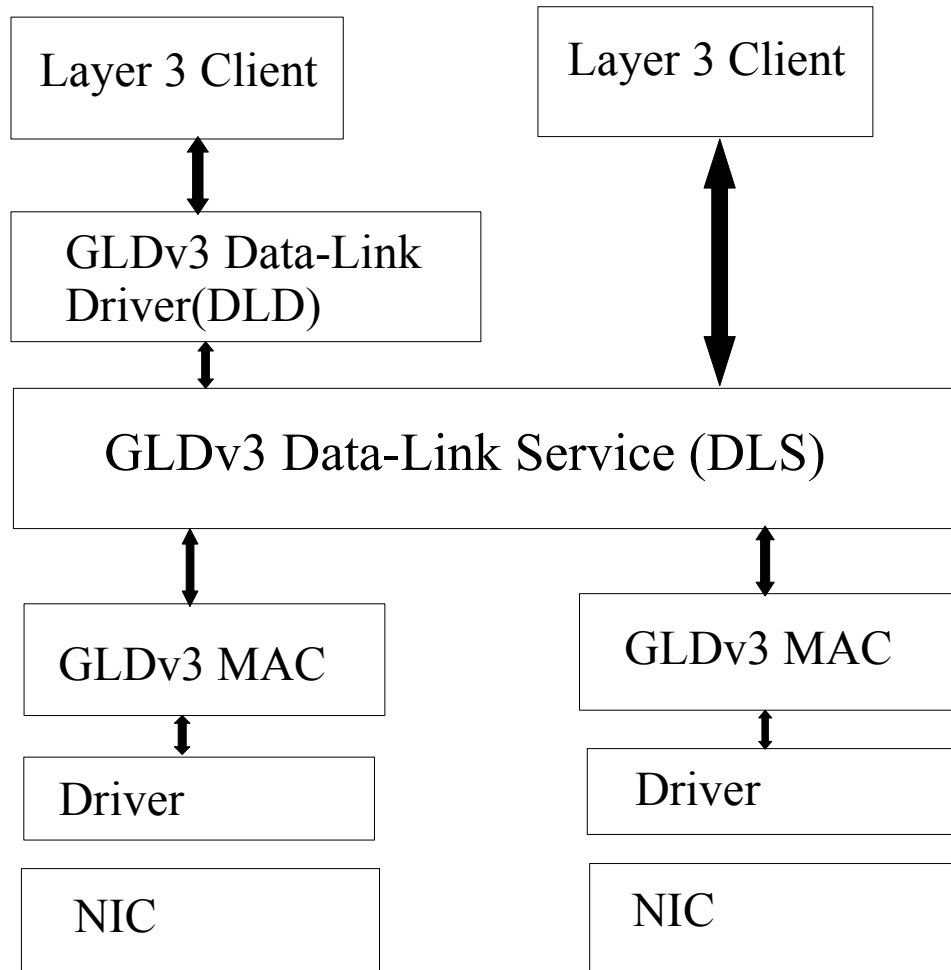 Layer 3 Client
Layer 3 Client
GLDv3 Data-Link
Driver(DLD)
GLDv3 Data-Link Service (DLS)
GLDv3 MAC
GLDv3 MAC
Driver
Driver
NIC
NIC